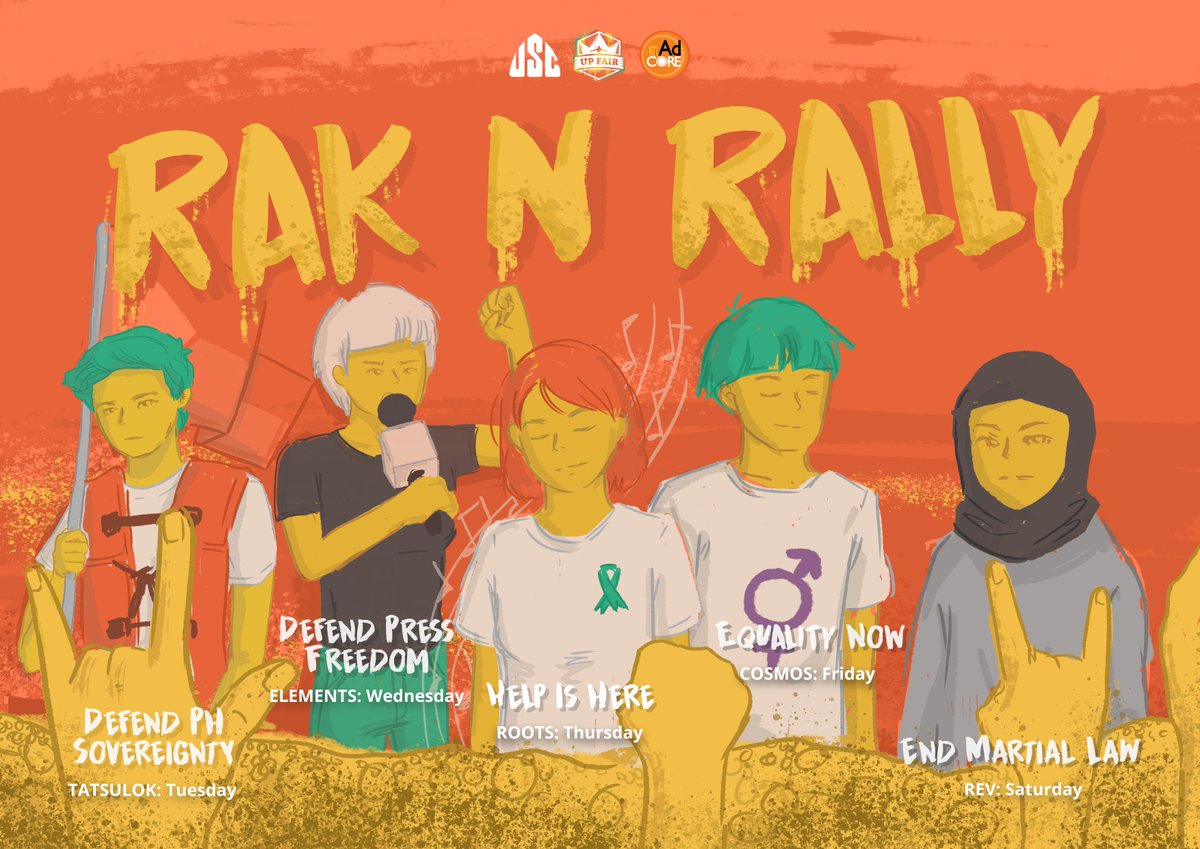 USC
UP FAIR
UP Ad
CORE
RAK N RALLY
DEFEND PRESS
FREEDOM
ELEMENTS: Wednesday
EQUALITY NOW
COSMOS: Friday
HELP IS HERE
ROOTS: Thursday
DEFEND PH
SOVEREIGNTY
TATSULOK: Tuesday
END MARTIAL LAW
REV: Saturday